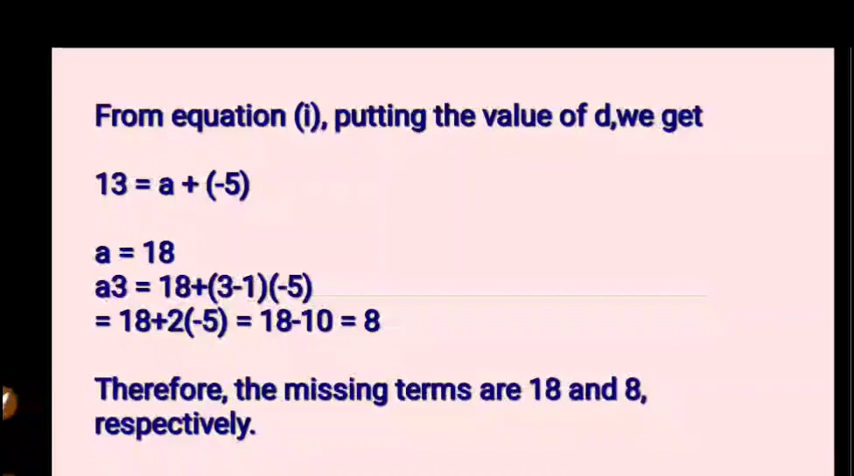 From equation (i), putting the value of d,we get
13 = a + (-5)
a = 18
a3 = 18+(3-1)(-5)
= 18+2(-5) = 18-10 = 8
Therefore, the missing terms are 18 and 8,
respectively.